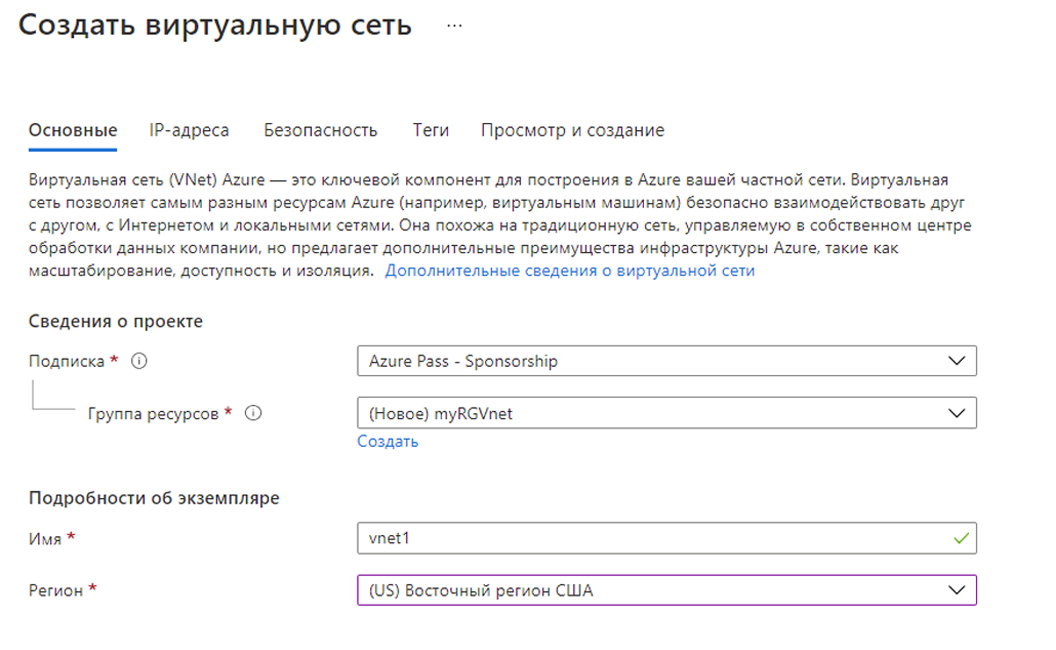 Создать виртуальную сеть ...
Основные IP-адреса Безопасность Теги Просмотр и создание
Виртуальная сеть (VNet) Azure — это ключевой компонент для построения в Azure вашей частной сети. Виртуальная
сеть позволяет самым разным ресурсам Azure (например, виртуальным машинам) безопасно взаимодействовать друг
с другом, с Интернетом и локальными сетями. Она похожа на традиционную сеть, управляемую в собственном центре
обработки данных компании, но предлагает дополнительные преимущества инфраструктуры Azure, такие как
масштабирование, доступность и изоляция. Дополнительные сведения о виртуальной сети
Сведения о проекте
Подписка * Azure Pass - Sponsorship
Группа ресурсов * (Новое) myRGVnet
Создать
Подробности об экземпляре
Имя * vnet1
Регион * (US) Восточный регион США